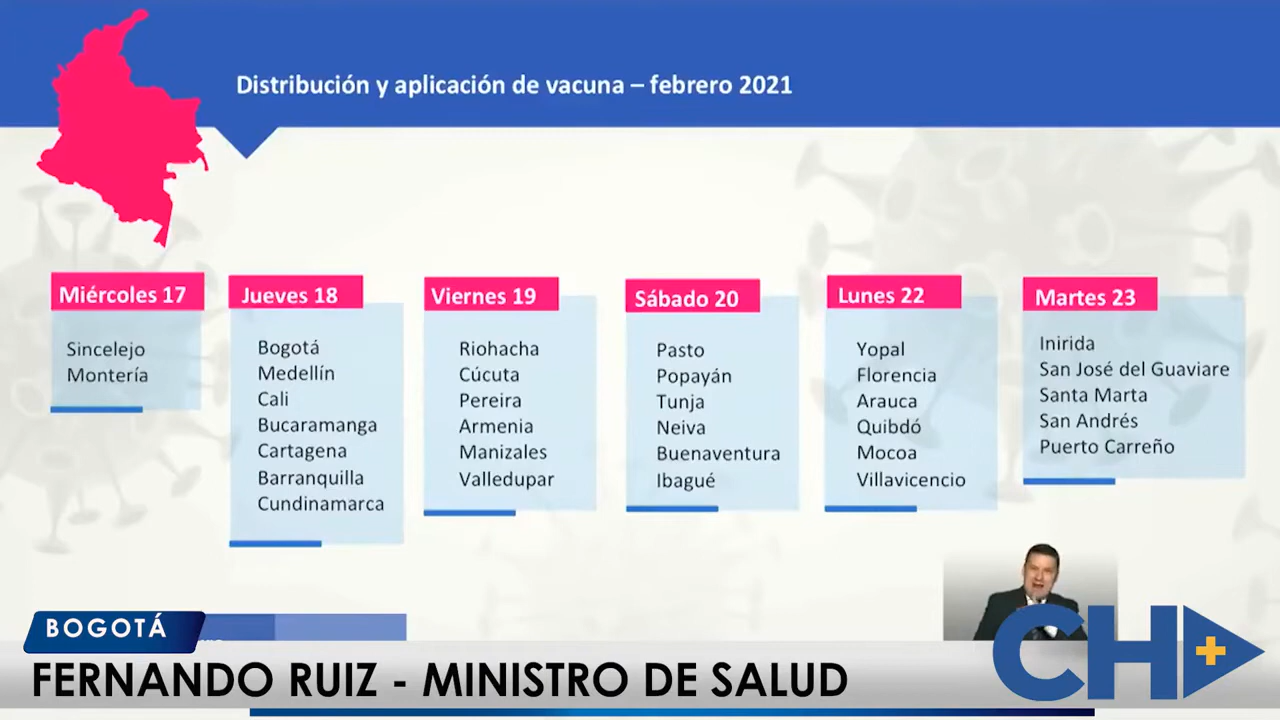 Distribución y aplicación de vacuna – febrero 2021
Miércoles 17
Sincelejo
Montería
Jueves 18
Bogotá
Medellín
Cali
Bucaramanga
Cartagena
Barranquilla
Cundinamarca
Viernes 19
Riohacha
Cúcuta
Pereira
Armenia
Manizales
Valledupar
Sábado 20
Pasto
Popayán
Tunja
Neiva
Buenaventura
Ibagué
Lunes 22
Yopal
Florencia
Arauca
Quibdó
Mocoa
Villavicencio
Martes 23
Inirida
San José del Guaviare
Santa Marta
San Andrés
Puerto Carreño
BOGOTÁ
FERNANDO RUIZ - MINISTRO DE SALUD
CH+